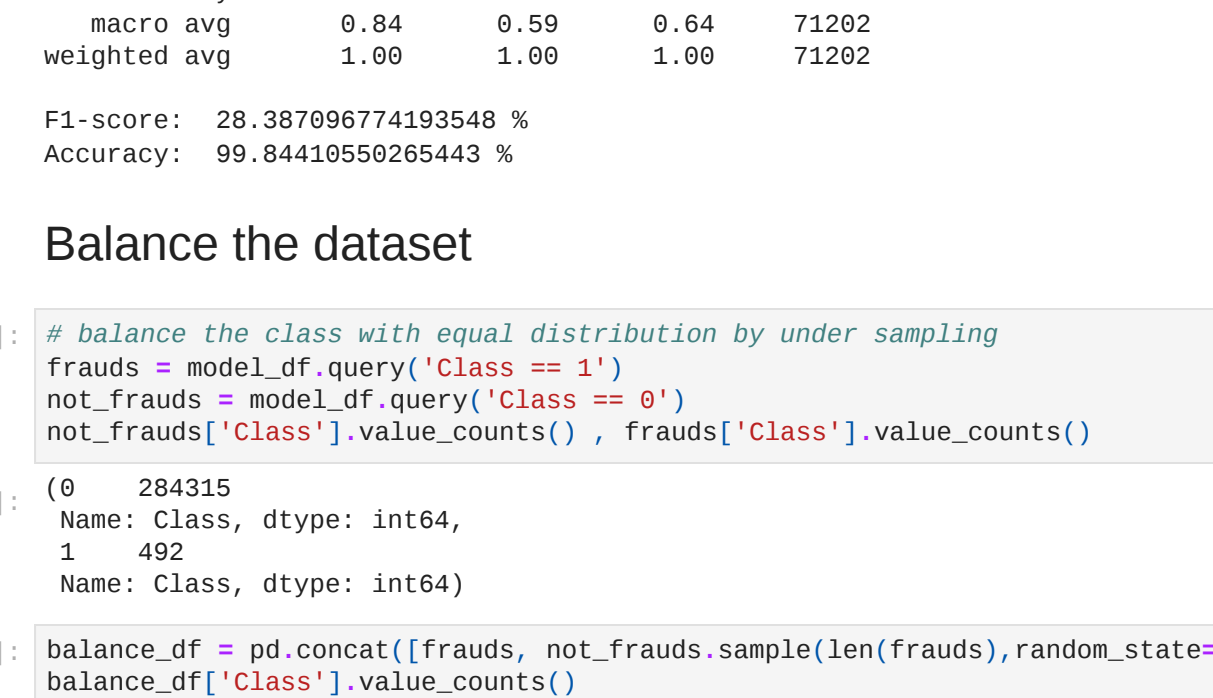 macro avg 0.84 0.59 0.64 71202
weighted avg 1.00 1.00 1.00 71202
F1-score: 28.387096774193548 %
Accuracy: 99.84410550265443 %
Balance the dataset
]: # balance the class with equal distribution by under sampling
frauds = model_df.query('Class == 1')
not_frauds = model_df.query('Class == 0')
not_frauds['Class'].value_counts() , frauds['Class'].value_counts()
]: (0 284315
Name: Class, dtype: int64,
1 492
Name: Class, dtype: int64)
]: balance_df = pd.concat([frauds, not_frauds.sample(len(frauds),random_state=
balance_df['Class'].value_counts()